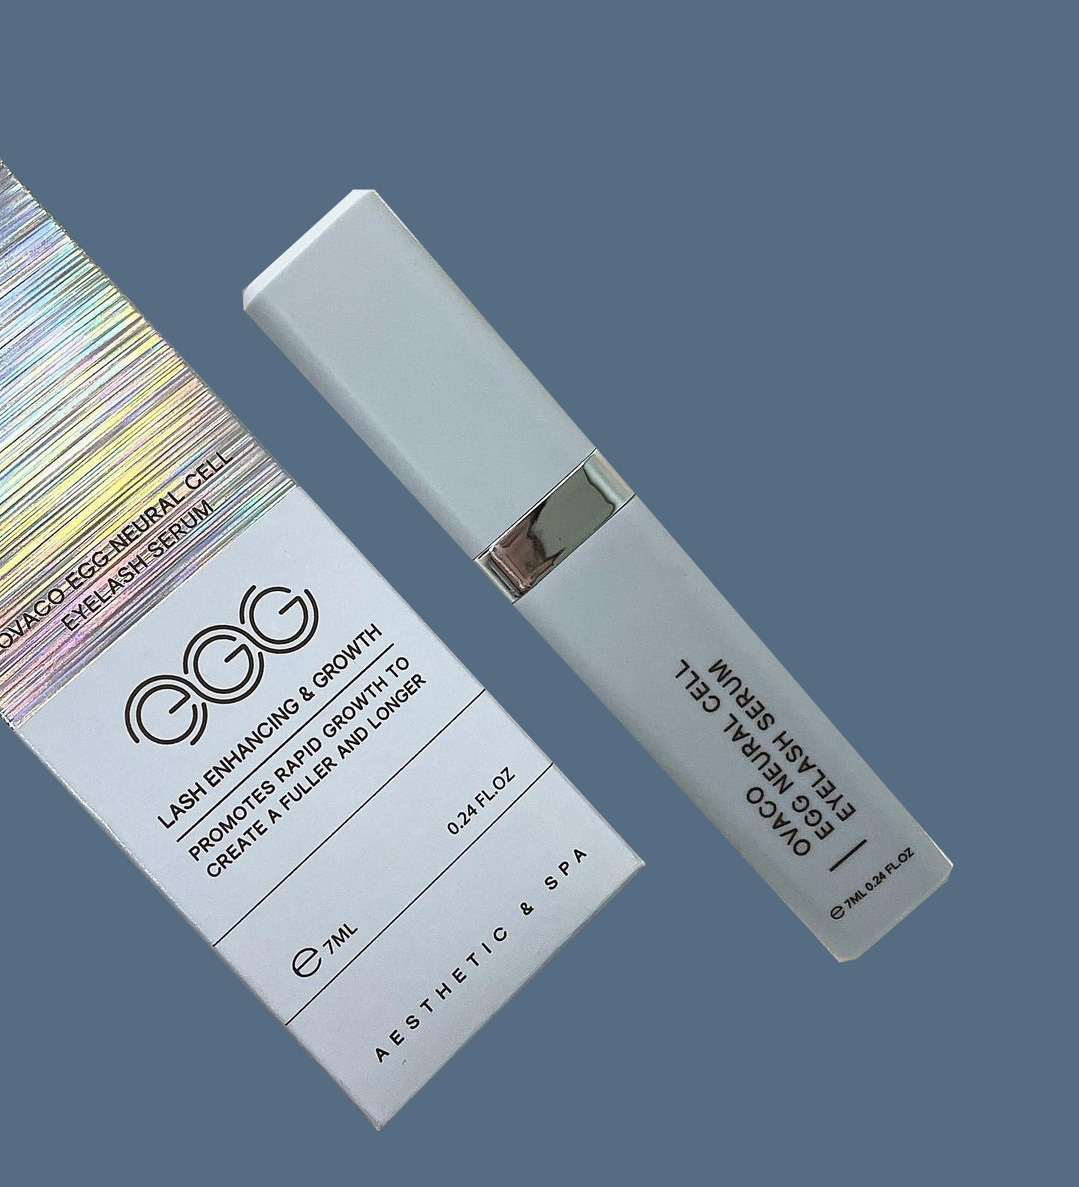 OVACO EGG NEURAL CELL
EYELASH SERUM
egg
LASH ENHANCING & GROWTH
PROMOTES RAPID GROWTH TO
CREATE A FULLER AND LONGER
0.24 FL.OZ
℮ 7ML
AESTHETIC & SPA
OVACO
EGG NEURAL CELL
EYELASH SERUM
℮ 7ML 0.24 FL.OZ